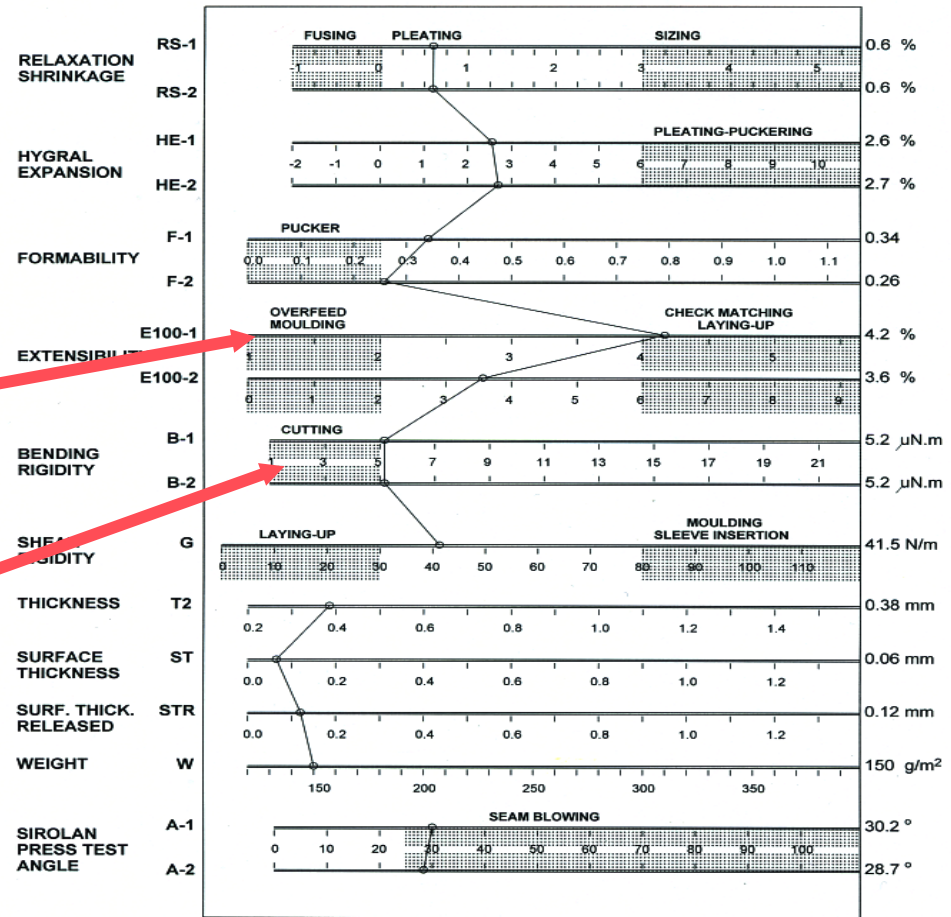 FUSING PLEATING SIZING
RS-1 0.6 %
RELAXATION
SHRINKAGE
-1 0 1 2 3 4 5
RS-2 0.6 %
PLEATING-PUCKERING
HE-1 2.6 %
HYGRAL
EXPANSION
-2 -1 0 1 2 3 4 5 6 7 8 9 10
HE-2 2.7 %
PUCKER
F-1 0.34
FORMABILITY
0.0 0.1 0.2 0.3 0.4 0.5 0.6 0.7 0.8 0.9 1.0 1.1
F-2 0.26
OVERFEED CHECK MATCHING
MOULDING LAYING-UP
E100-1 4.2 %
1 2 3 4 5
E100-2 3.6 %
0 1 2 3 4 5 6 7 8 9
CUTTING
B-1 5.2 µN.m
BENDING
RIGIDITY
1 3 5 7 9 11 13 15 17 19 21
B-2 5.2 µN.m
LAYING-UP MOULDING
SLEEVE INSERTION
G 41.5 N/m
0 10 20 30 40 50 60 70 80 90 100 110
THICKNESS T2 0.38 mm
0.2 0.4 0.6 0.8 1.0 1.2 1.4
SURFACE
THICKNESS
ST 0.06 mm
0.0 0.2 0.4 0.6 0.8 1.0 1.2
SURF. THICK.
RELEASED
STR 0.12 mm
0.0 0.2 0.4 0.6 0.8 1.0 1.2
WEIGHT W 150 g/m²
150 200 250 300 350
SEAM BLOWING
A-1 30.2 °
SIROLAN
PRESS TEST
ANGLE
0 10 20 30 40 50 60 70 80 90 100
A-2 28.7 °